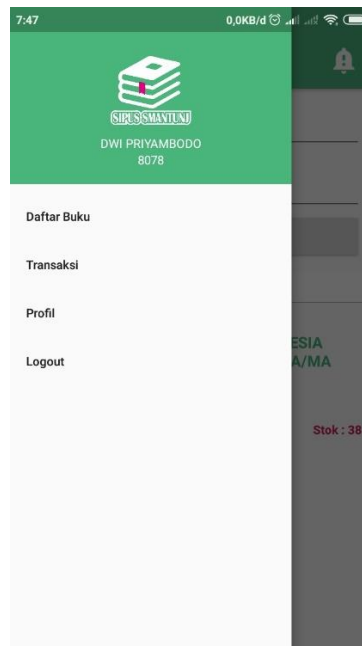 7:47
0,0KB/d
SIPUS SMANTUNJ
DWI PRIYAMBODO
8078
Daftar Buku
Transaksi
Profil
Logout
ESIA
A/MA
Stok : 38